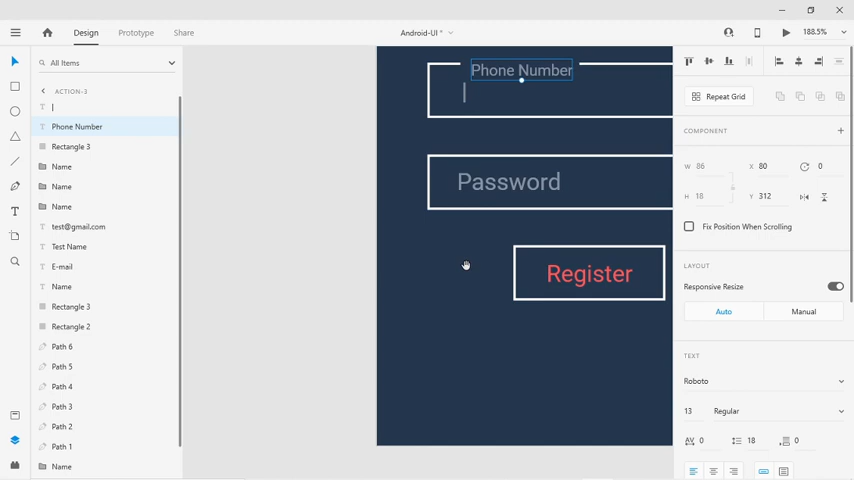 Design
Prototype
Share
Android-UI *
188.5%
All Items
ACTION-3
|
Phone Number
Rectangle 3
Name
Name
Name
test@gmail.com
Test Name
E-mail
Name
Rectangle 3
Rectangle 2
Path 6
Path 5
Path 4
Path 3
Path 2
Path 1
Name
Phone Number
|
Password
Register
Repeat Grid
COMPONENT
W 86 X 80 0
H 18 Y 312
Fix Position When Scrolling
LAYOUT
Responsive Resize
Auto Manual
TEXT
Roboto
13 Regular
AV 0 18 0